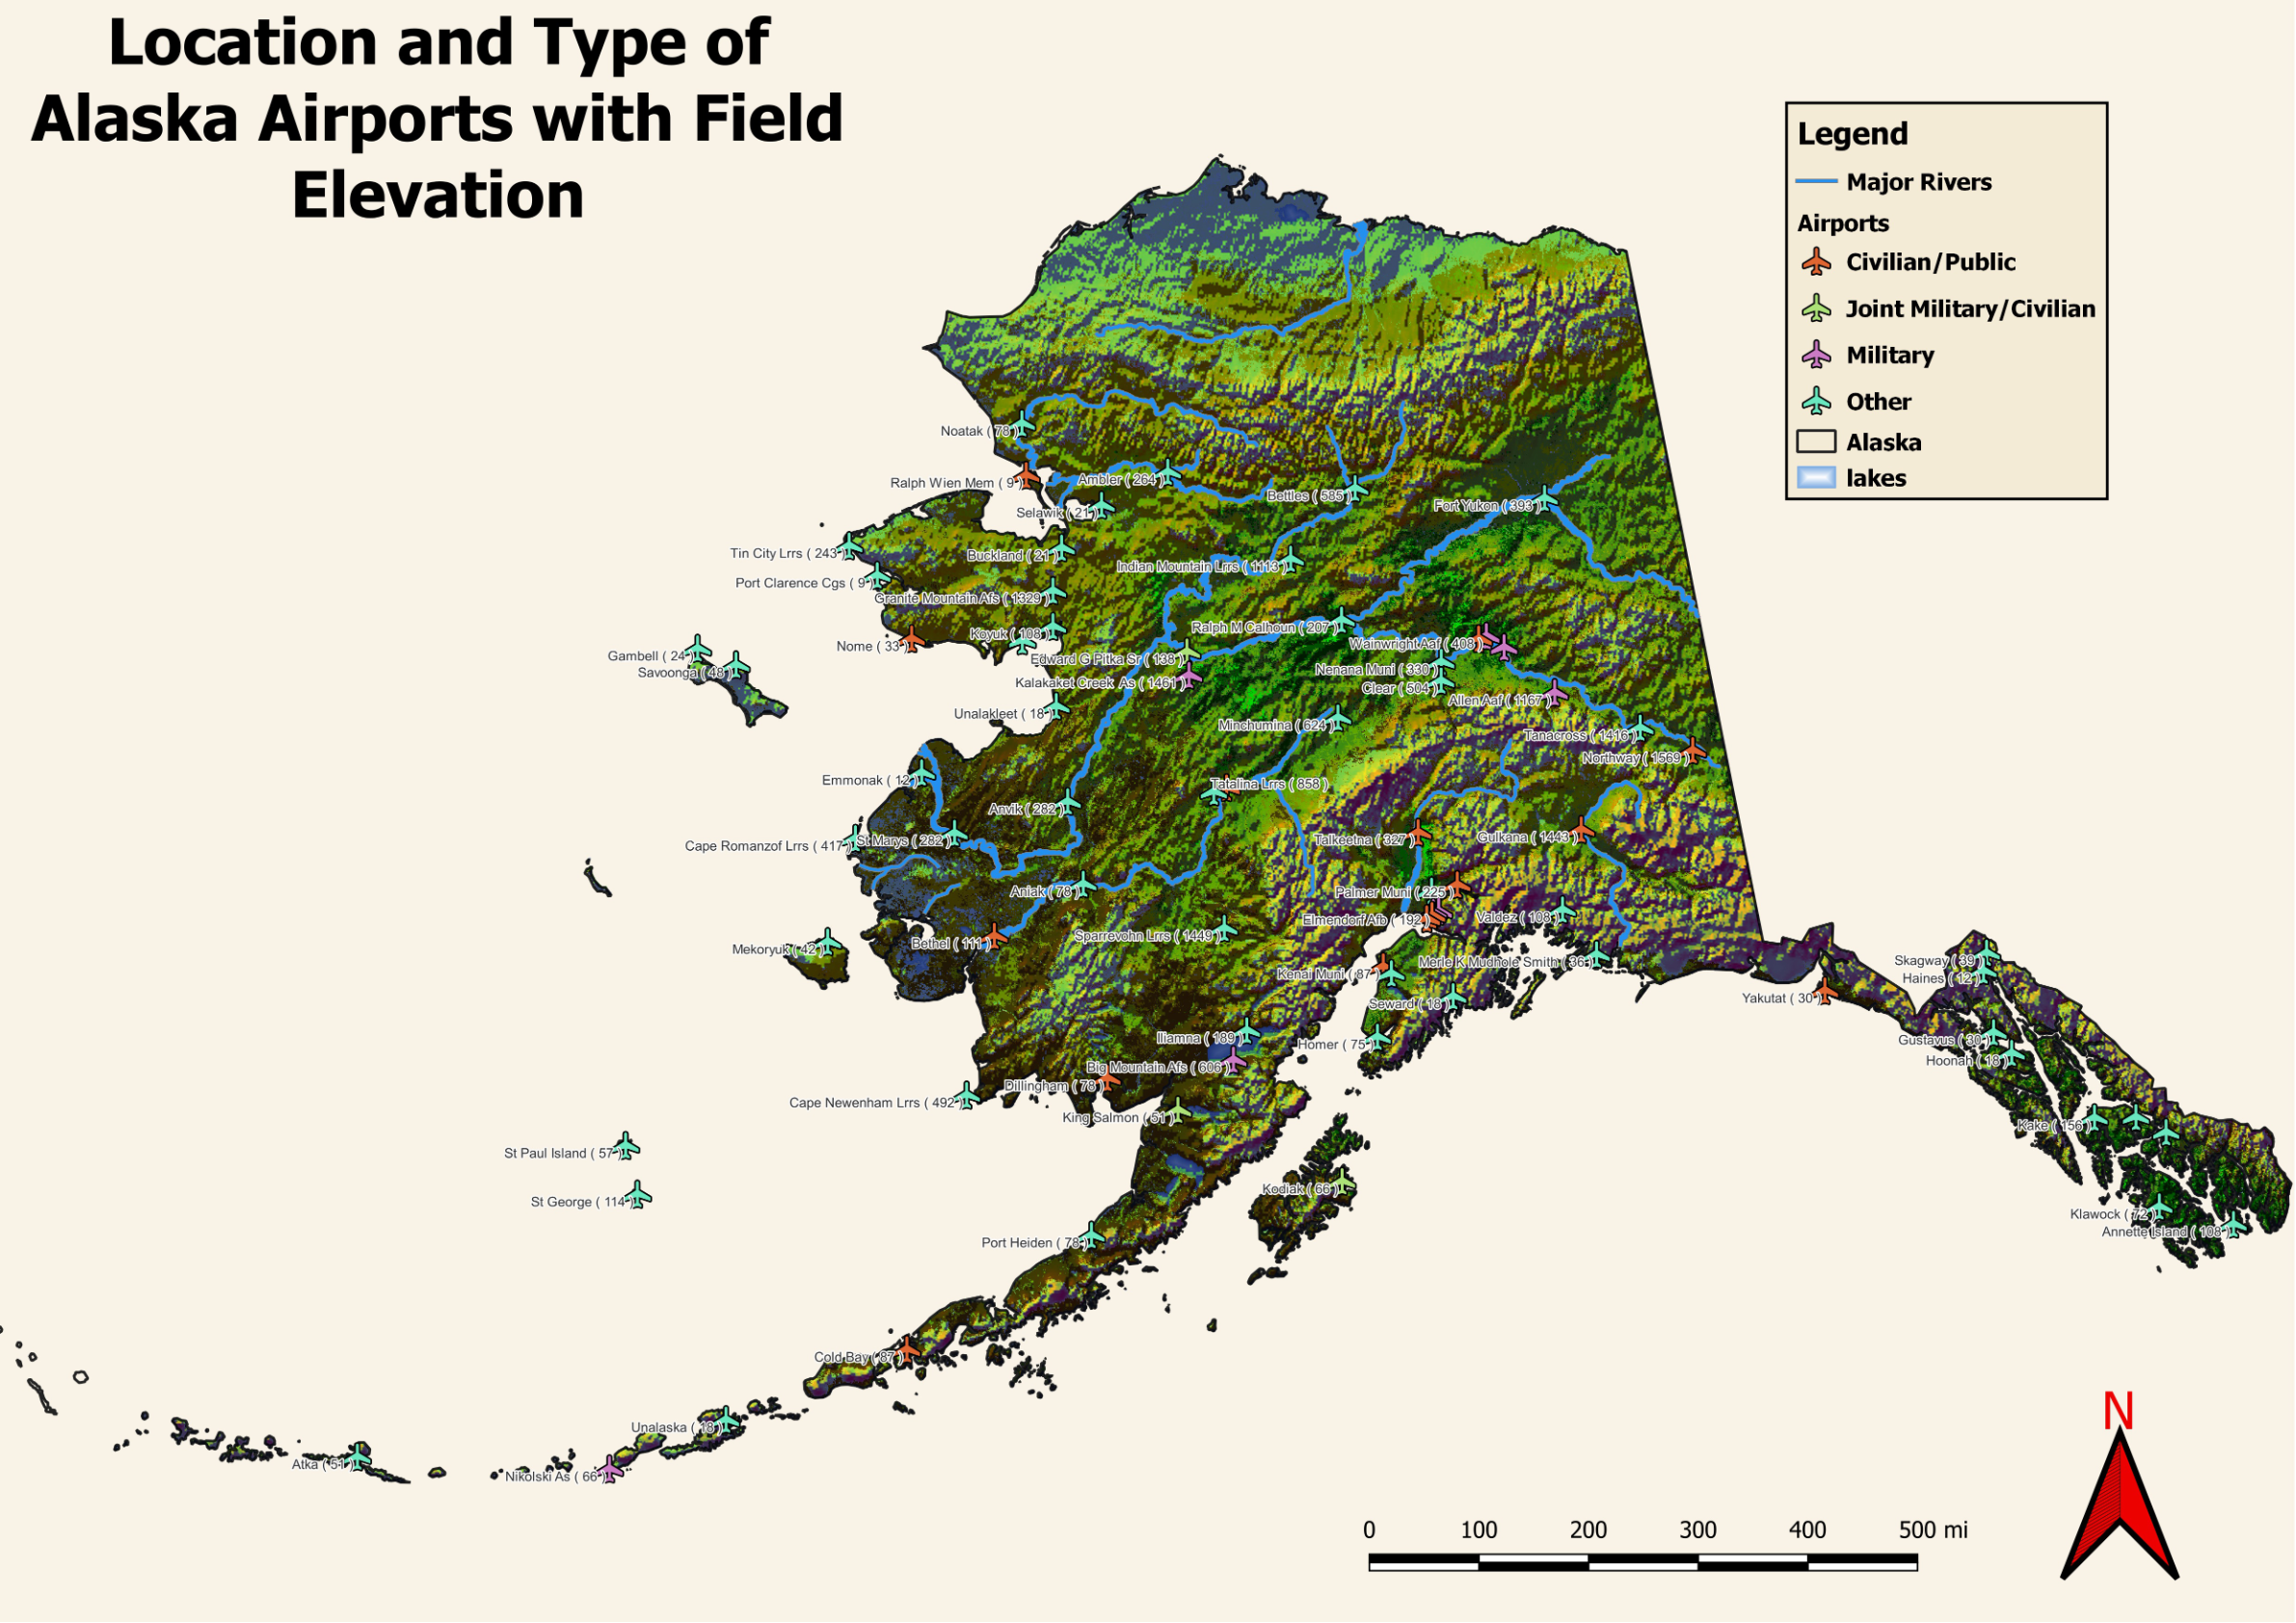 Location and Type of
Alaska Airports with Field
Elevation
Legend
Major Rivers
Airports
Civilian/Public
Joint Military/Civilian
Military
Other
Alaska
lakes
Noatak ( 78 )
Ralph Wien Mem ( 9 )
Ambler ( 264 )
Selawik ( 21 )
Bettles ( 585 )
Fort Yukon ( 393 )
Tin City Lrrs ( 243 )
Buckland ( 21 )
Indian Mountain Lrrs ( 1113 )
Port Clarence Cgs ( 9 )
Granite Mountain Afs ( 1329 )
Ralph M Calhoun ( 207 )
Koyuk ( 108 )
Nome ( 33 )
Wainwright Aaf ( 408 )
Gambell ( 24 )
Edward G Pitka Sr ( 138 )
Nenana Muni ( 330 )
Savoonga ( 48 )
Kalakaket Creek As ( 1461 )
Clear ( 504 )
Allen Aaf ( 1167 )
Unalakleet ( 18 )
Minchumina ( 624 )
Tanacross ( 1416 )
Northway ( 1569 )
Emmonak ( 12 )
Tatalina Lrrs ( 858 )
Anvik ( 282 )
Cape Romanzof Lrrs ( 417 )
St Marys ( 282 )
Talkeetna ( 327 )
Gulkana ( 1443 )
Aniak ( 78 )
Palmer Muni ( 225 )
Elmendorf Afb ( 192 )
Valdez ( 108 )
Mekoryuk ( 42 )
Bethel ( 111 )
Sparrevohn Lrrs ( 1449 )
Merle K Mudhole Smith ( 36 )
Kenai Muni ( 87 )
Skagway ( 39 )
Haines ( 12 )
Yakutat ( 30 )
Seward ( 18 )
Iliamna ( 189 )
Homer ( 75 )
Gustavus ( 30 )
Hoonah ( 18 )
Big Mountain Afs ( 606 )
Dillingham ( 78 )
Cape Newenham Lrrs ( 492 )
King Salmon ( 51 )
Kake ( 156 )
St Paul Island ( 57 )
Kodiak ( 66 )
St George ( 114 )
Klawock ( 72 )
Annette Island ( 108 )
Port Heiden ( 78 )
Cold Bay ( 87 )
Unalaska ( 18 )
Atka ( 51 )
Nikolski As ( 66 )
N
0 100 200 300 400 500 mi